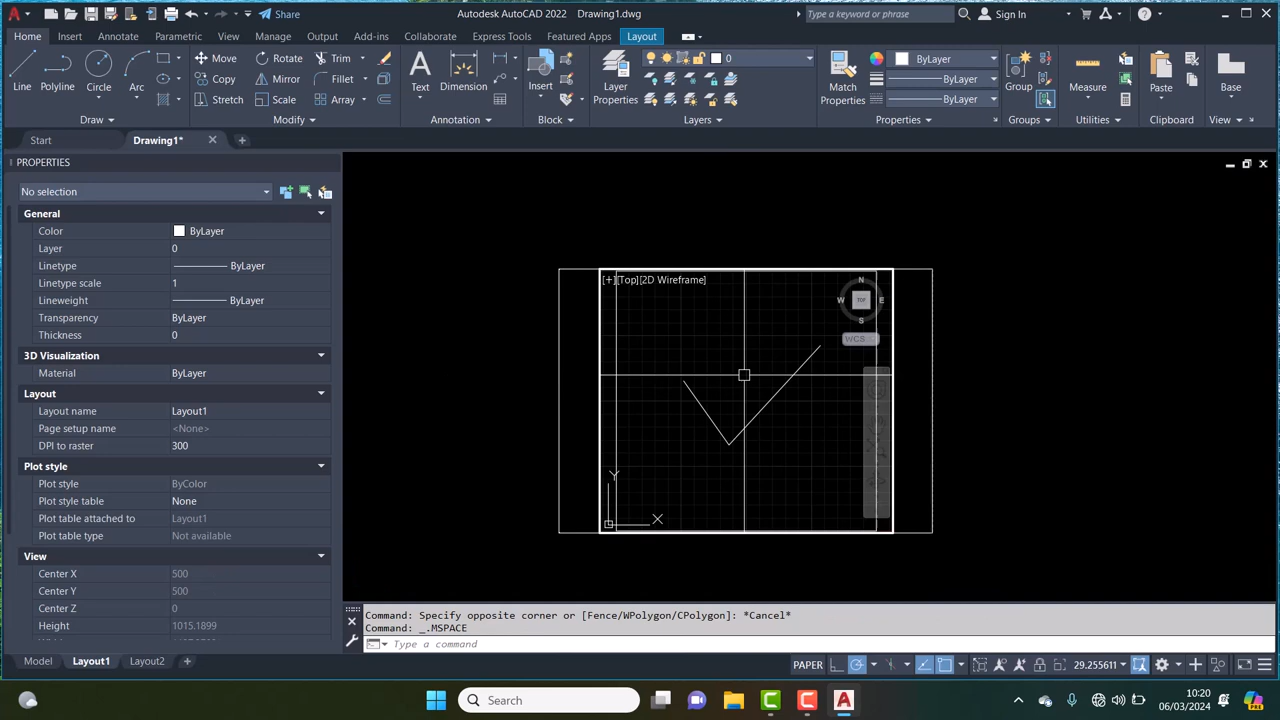 Share
Autodesk AutoCAD 2022 Drawing1.dwg
Type a keyword or phrase
Sign In
Home Insert Annotate Parametric View Manage Output Add-ins Collaborate Express Tools Featured Apps Layout
Line Polyline Circle Arc
Move Rotate Trim
Copy Mirror Fillet
Stretch Scale Array
Text Dimension
Insert
Layer Properties
0
Match Properties
ByLayer
ByLayer
ByLayer
Group
Measure
Paste
Base
Draw Modify Annotation Block Layers Properties Groups Utilities Clipboard View
Start Drawing1*
PROPERTIES
No selection
General
Color ByLayer
Layer 0
Linetype ByLayer
Linetype scale 1
Lineweight ByLayer
Transparency ByLayer
Thickness 0
3D Visualization
Material ByLayer
Layout
Layout name Layout1
Page setup name <None>
DPI to raster 300
Plot style
Plot style ByColor
Plot style table None
Plot table attached to Layout1
Plot table type Not available
View
Center X 500
Center Y 500
Center Z 0
Height 1015.1899
[+][Top][2D Wireframe]
N
W TOP E
S
WCS
Y
X
Command: Specify opposite corner or [Fence/WPolygon/CPolygon]: *Cancel*
Command: _.MSPACE
Type a command
Model Layout1 Layout2
PAPER
29.255611
Search
10:20
06/03/2024